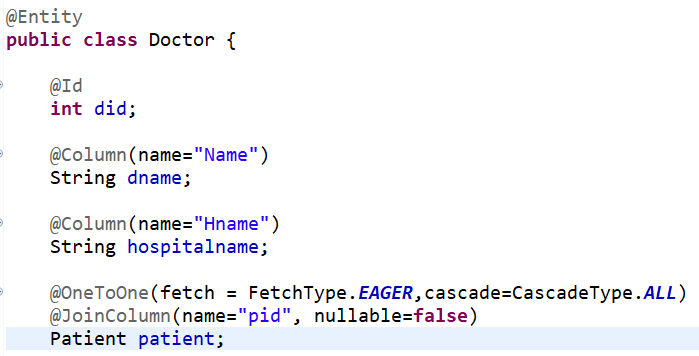 @Entity
public class Doctor {
@Id
int did;
@Column(name="Name")
String dname;
@Column(name="Hname")
String hospitalname;
@OneToOne(fetch = FetchType.EAGER,cascade=CascadeType.ALL)
@JoinColumn(name="pid", nullable=false)
Patient patient;